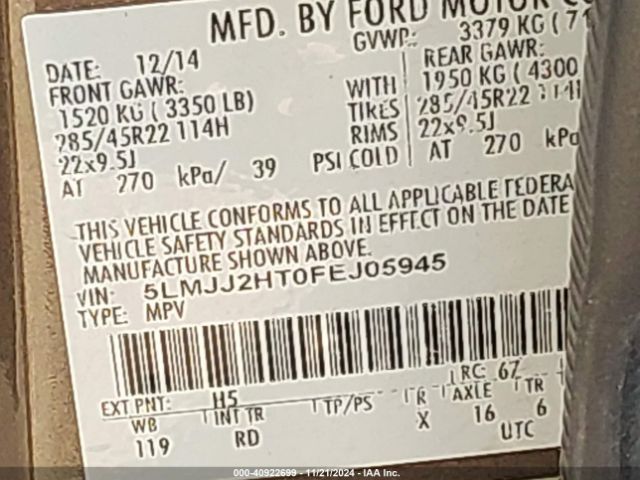 MFD. BY FORD MOTOR CO
GVWR: 3379 KG (
DATE: 12/14
FRONT GAWR:
1520 KG ( 3350 LB)
285/45R22 114H
22x9.5J
AT 270 kPa/ 39 PSI COLD
WITH
TIRES
RIMS
REAR GAWR:
1950 KG ( 4300
285/45R22 114H
22x9.5J
AT 270 kPa
THIS VEHICLE CONFORMS TO ALL APPLICABLE FEDERA
VEHICLE SAFETY STANDARDS IN EFFECT ON THE DATE
MANUFACTURE SHOWN ABOVE.
VIN: 5LMJJ2HT0FEJ05945
TYPE: MPV
EXT PNT: H5 RC: 67
WB INT TR TP/PS R AXLE TR
119 RD X 16 6
UTC
000-40922699 - 11/21/2024 - IAA Inc.